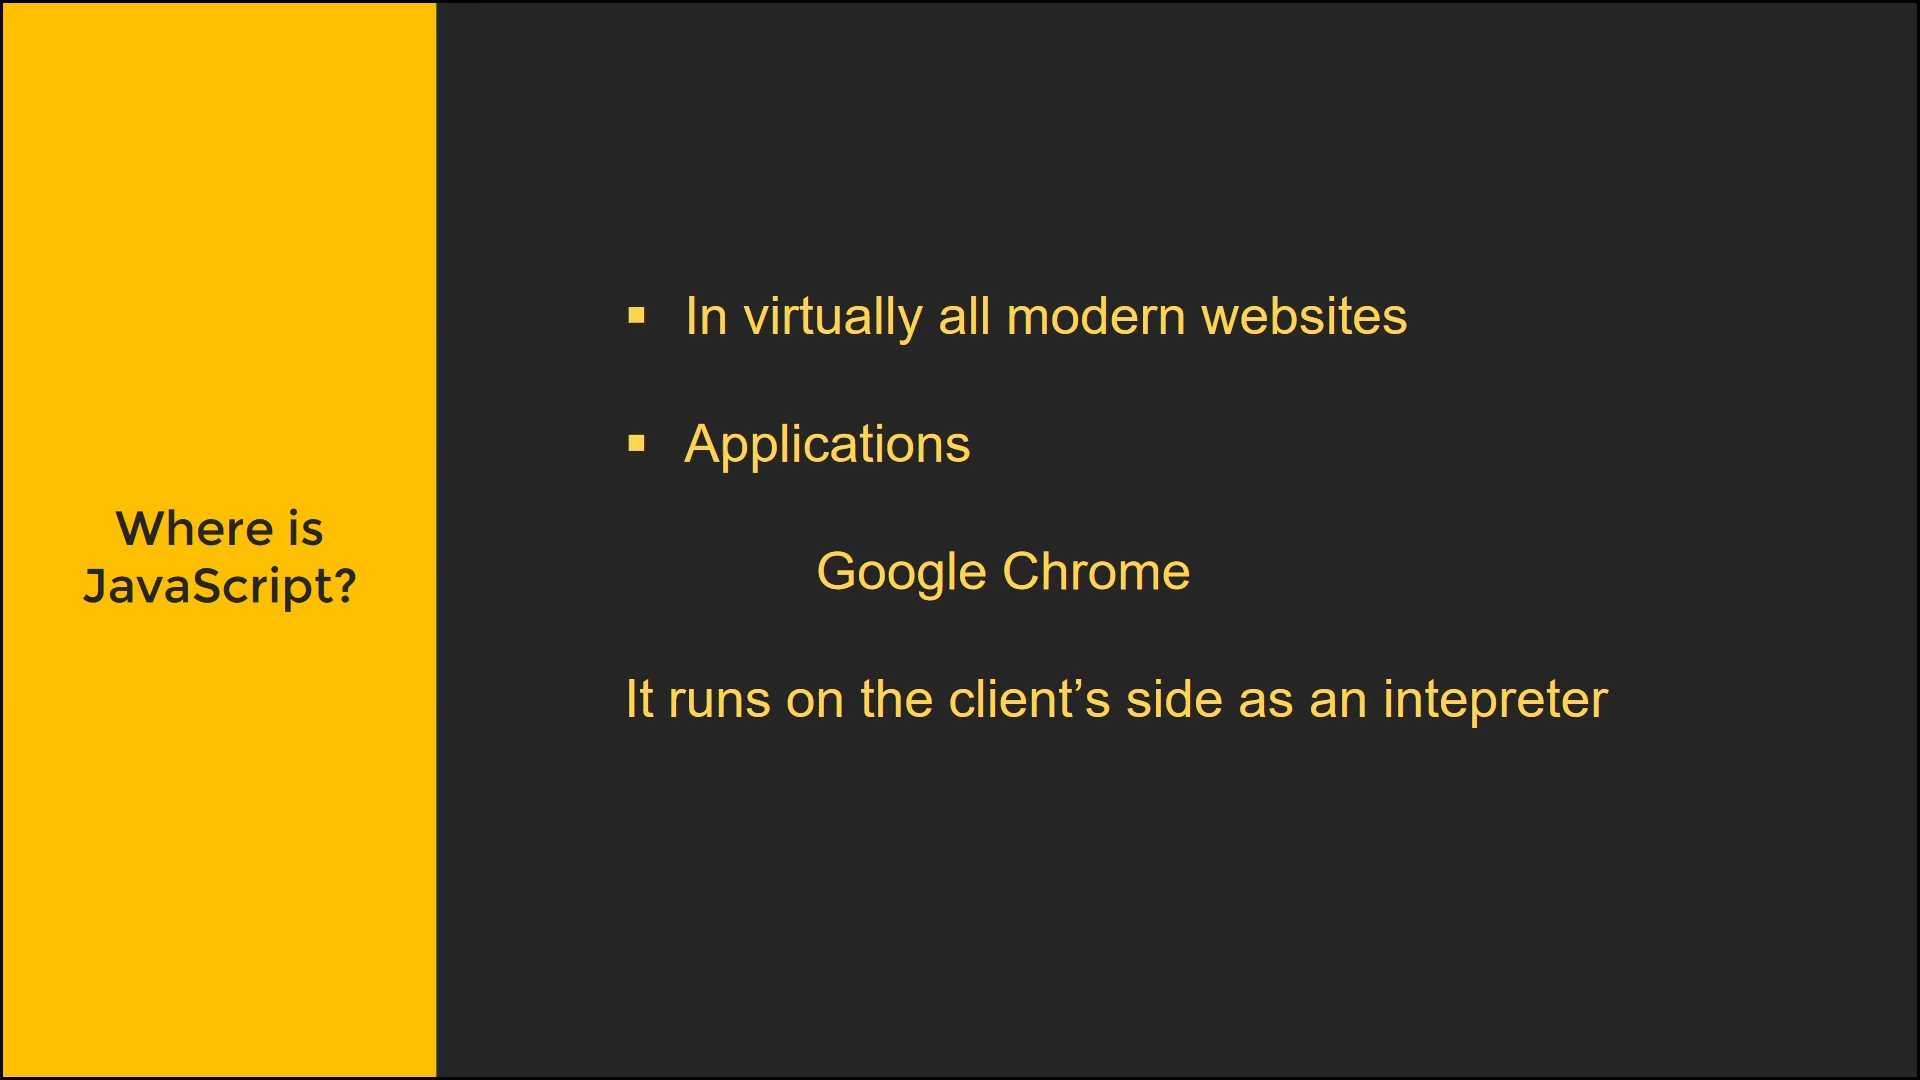 Where is
JavaScript?
▪ In virtually all modern websites
▪ Applications
Google Chrome
It runs on the client’s side as an intepreter